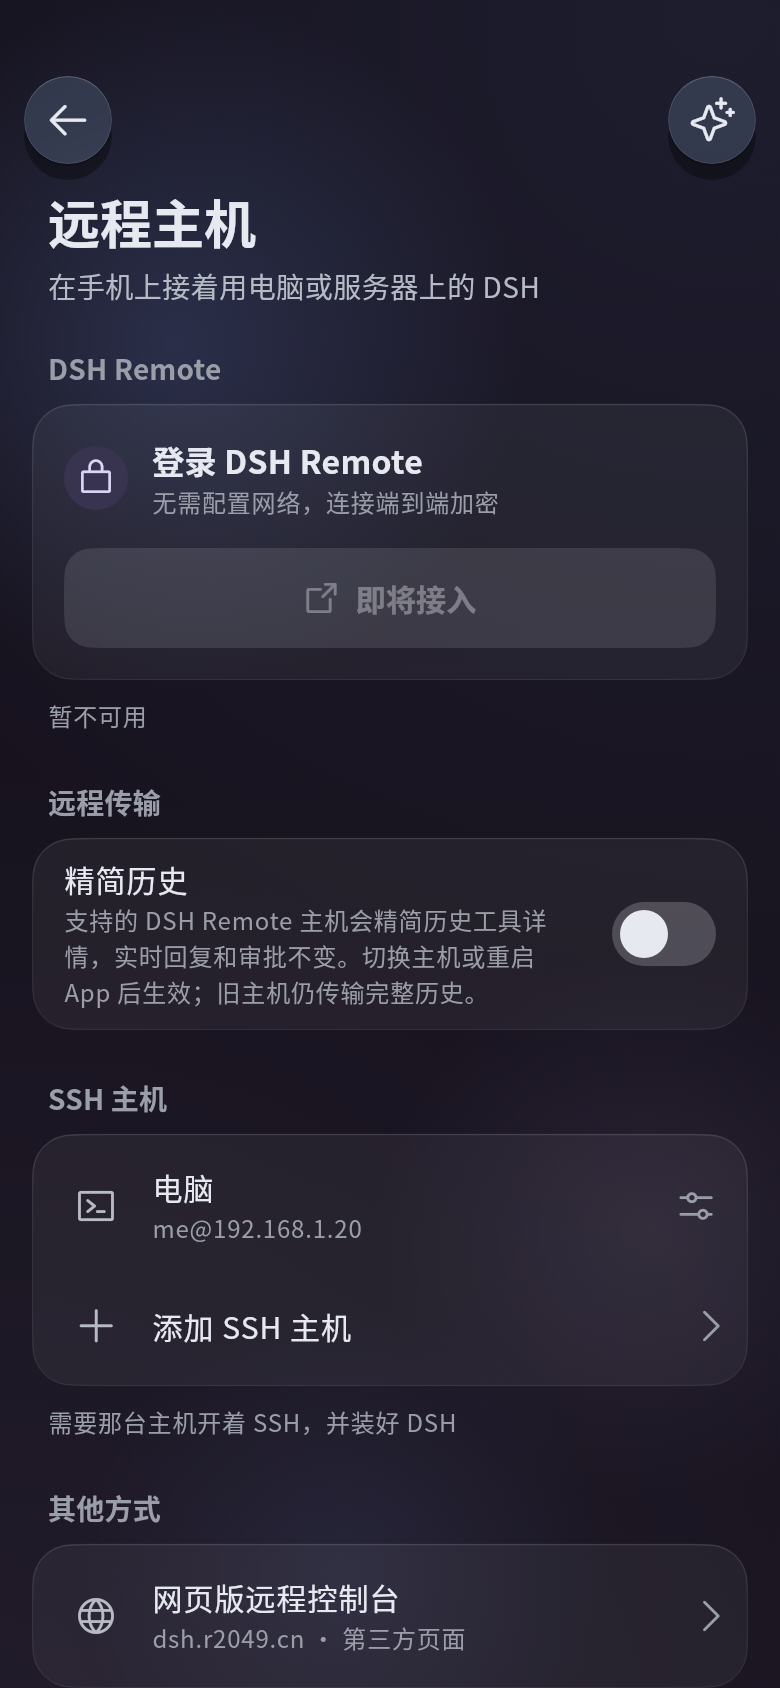 远程主机
在手机上接着用电脑或服务器上的 DSH
DSH Remote
登录 DSH Remote
无需配置网络，连接端到端加密
即将接入
暂不可用
远程传输
精简历史
支持的 DSH Remote 主机会精简历史工具详
情，实时回复和审批不变。切换主机或重启
App 后生效；旧主机仍传输完整历史。
SSH 主机
电脑
me@192.168.1.20
添加 SSH 主机
需要那台主机开着 SSH，并装好 DSH
其他方式
网页版远程控制台
dsh.r2049.cn · 第三方页面